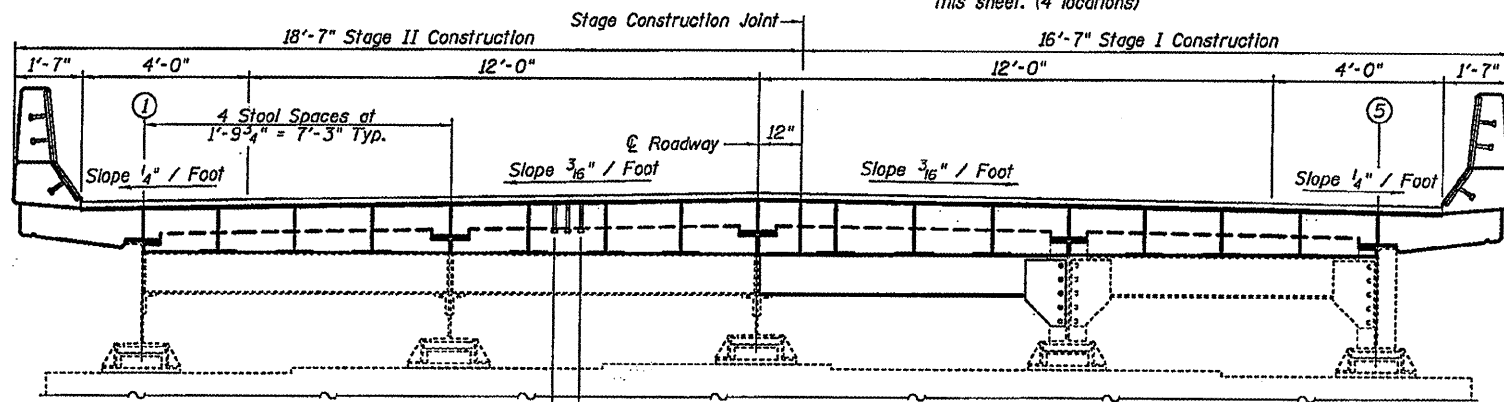 this sheet. (4 locations)
Stage Construction Joint
18'-7" Stage II Construction
16'-7" Stage I Construction
1'-7"
4'-0"
12'-0"
12'-0"
4'-0"
1'-7"
1
5
4 Stool Spaces at
1'-9 3/4" = 7'-3" Typ.
12"
℄ Roadway
Slope 1/4" / Foot
Slope 3/16" / Foot
Slope 3/16" / Foot
Slope 1/4" / Foot